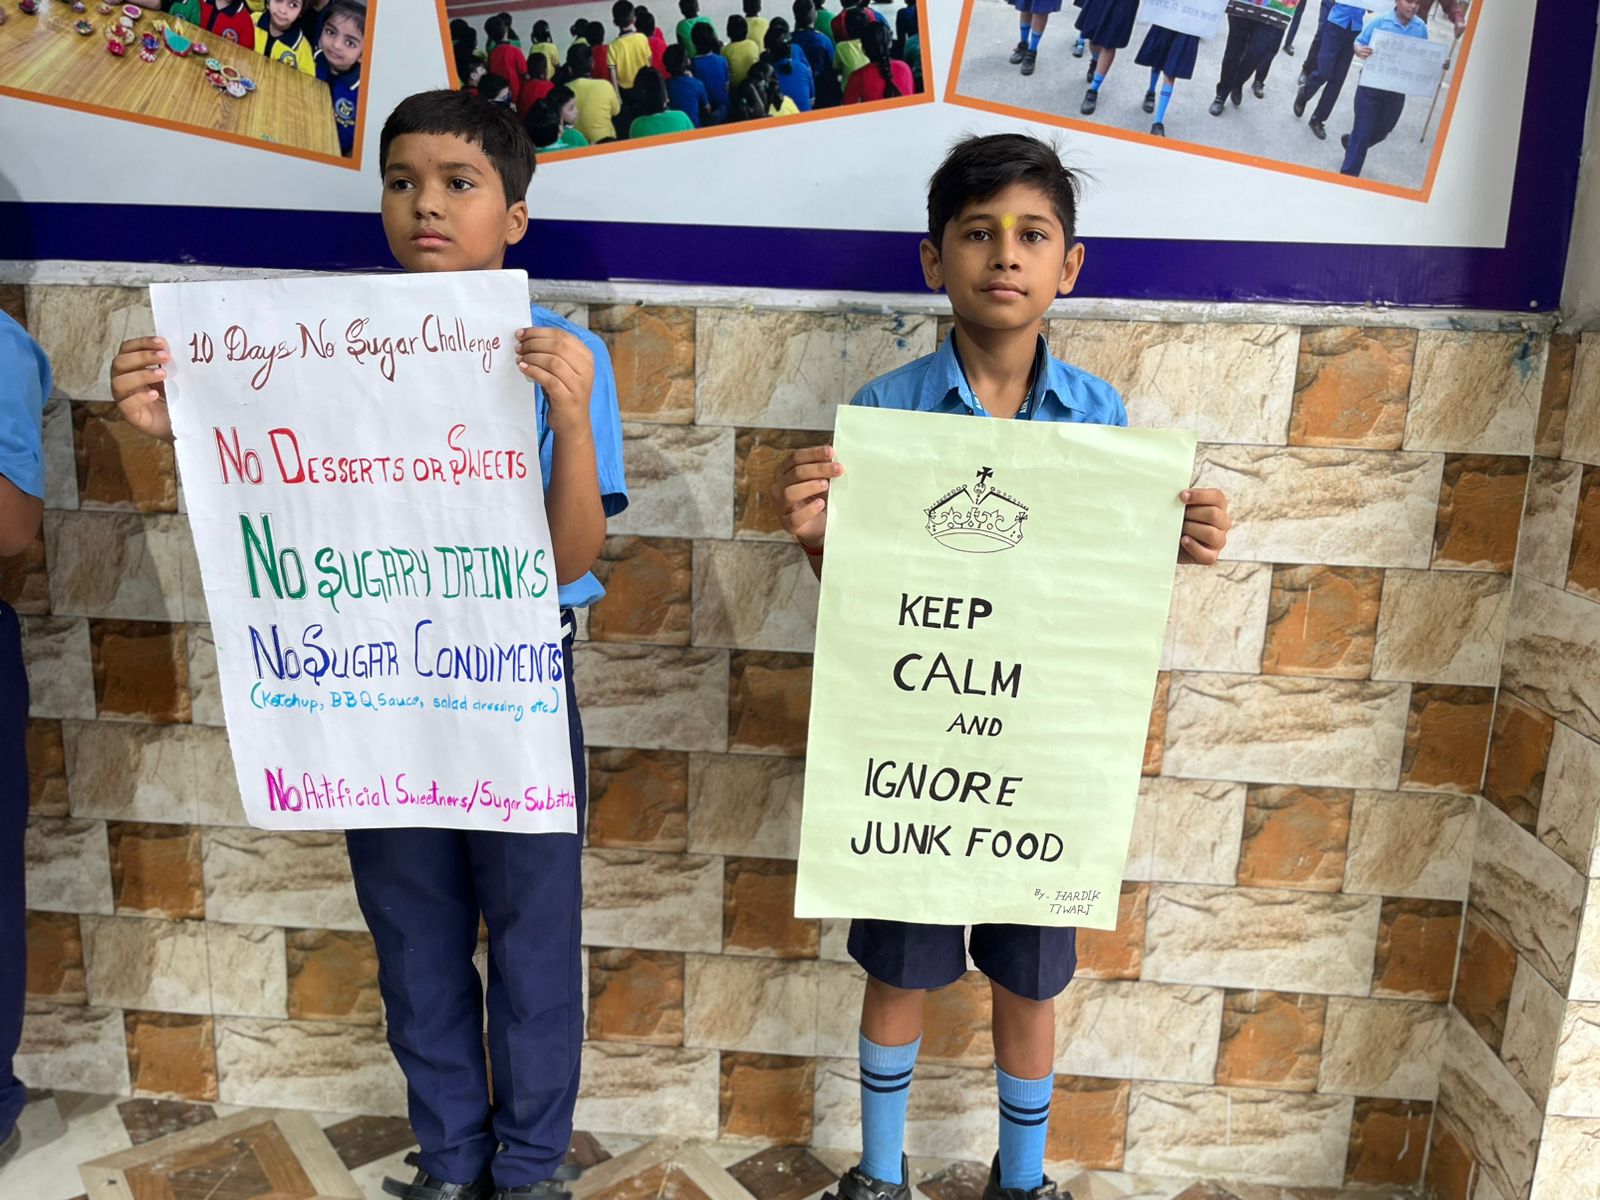 10 Days No Sugar Challenge
No DESSERTS OR SWEETS
No SUGARY DRINKS
No SUGAR CONDIMENTS
(Ketchup, BBQ Sauce, salad dressing etc.)
No Artificial Sweetners/Sugar
KEEP
CALM
AND
IGNORE
JUNK FOOD
By- HARDIK
TIWARI